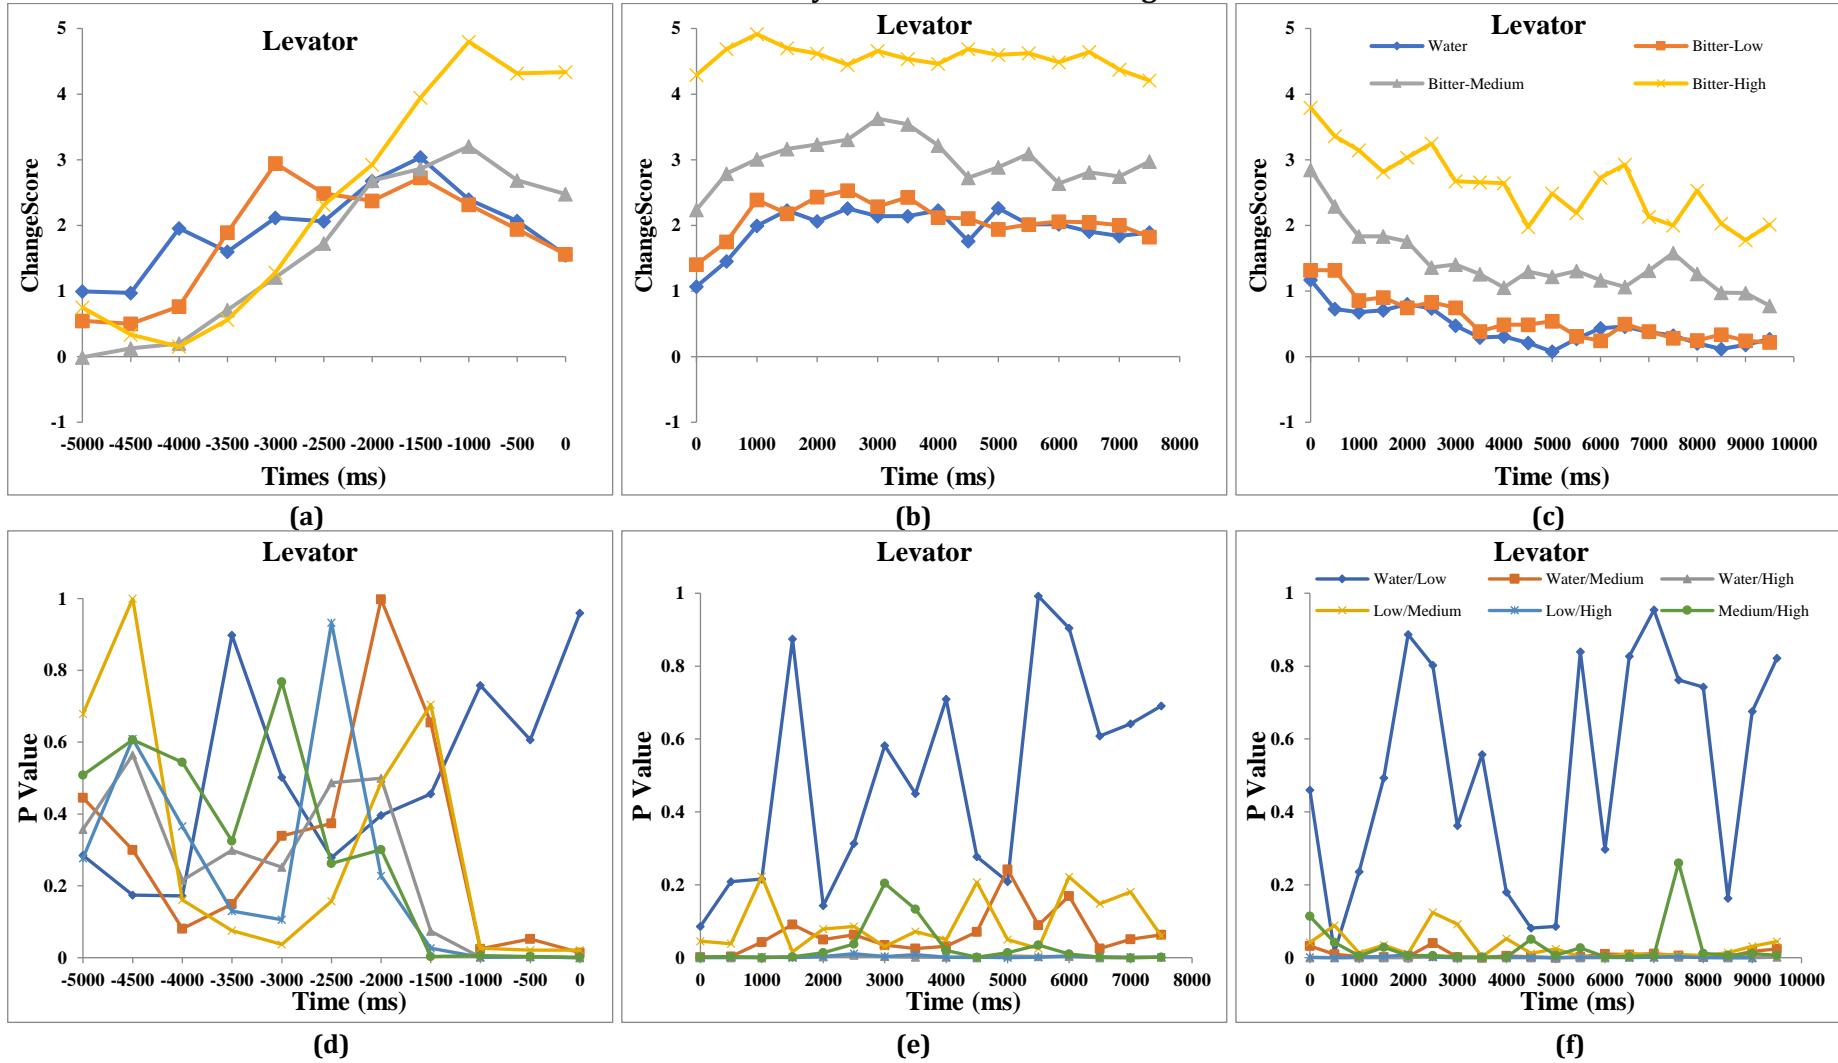 Levator
5
4
3
2
1
0
-1
ChangeScore
-5000 -4500 -4000 -3500 -3000 -2500 -2000 -1500 -1000 -500 0
Times (ms)
(a)
Levator
5
4
3
2
1
0
-1
ChangeScore
0 1000 2000 3000 4000 5000 6000 7000 8000
Time (ms)
(b)
Levator
Water Bitter-Low
Bitter-Medium Bitter-High
5
4
3
2
1
0
-1
ChangeScore
0 1000 2000 3000 4000 5000 6000 7000 8000 9000 10000
Time (ms)
(c)
Levator
1
0.8
0.6
0.4
0.2
0
P Value
-5000 -4500 -4000 -3500 -3000 -2500 -2000 -1500 -1000 -500 0
Time (ms)
(d)
Levator
1
0.8
0.6
0.4
0.2
0
P Value
0 1000 2000 3000 4000 5000 6000 7000 8000
Time (ms)
(e)
Levator
Water/Low Water/Medium Water/High
Low/Medium Low/High Medium/High
1
0.8
0.6
0.4
0.2
0
P Value
0 1000 2000 3000 4000 5000 6000 7000 8000 9000 10000
Time (ms)
(f)